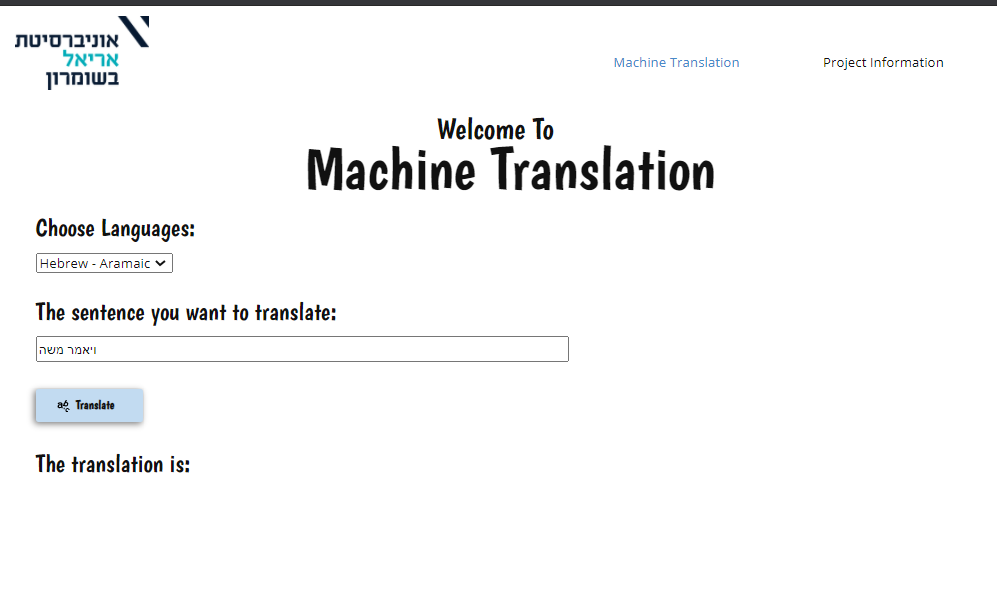 אוניברסיטת
אריאל
בשומרון
Machine Translation
Project Information
Welcome To
Machine Translation
Choose Languages:
Hebrew - Aramaic
The sentence you want to translate:
ויאמר משה
Translate
The translation is: